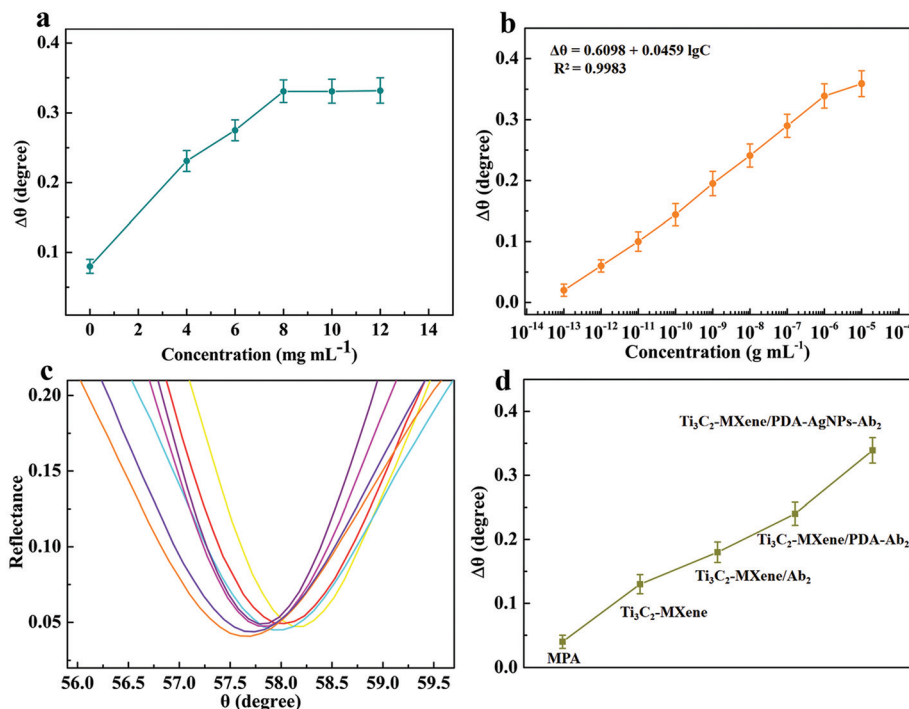 a
0.4
0.3
0.2
0.1
Δθ (degree)
0 2 4 6 8 10 12 14
Concentration (mg mL⁻¹)
b
Δθ = 0.6098 + 0.0459 lgC
R² = 0.9983
0.4
0.3
0.2
0.1
0.0
Δθ (degree)
10⁻¹⁴ 10⁻¹³ 10⁻¹² 10⁻¹¹ 10⁻¹⁰ 10⁻⁹ 10⁻⁸ 10⁻⁷ 10⁻⁶ 10⁻⁵ 10⁻⁴
Concentration (g mL⁻¹)
c
0.20
0.15
0.10
0.05
Reflectance
56.0 56.5 57.0 57.5 58.0 58.5 59.0 59.5
θ (degree)
d
0.4
0.3
0.2
0.1
0.0
Δθ (degree)
Ti₃C₂-MXene/PDA-AgNPs-Ab₂
Ti₃C₂-MXene/PDA-Ab₂
Ti₃C₂-MXene/Ab₂
Ti₃C₂-MXene
MPA